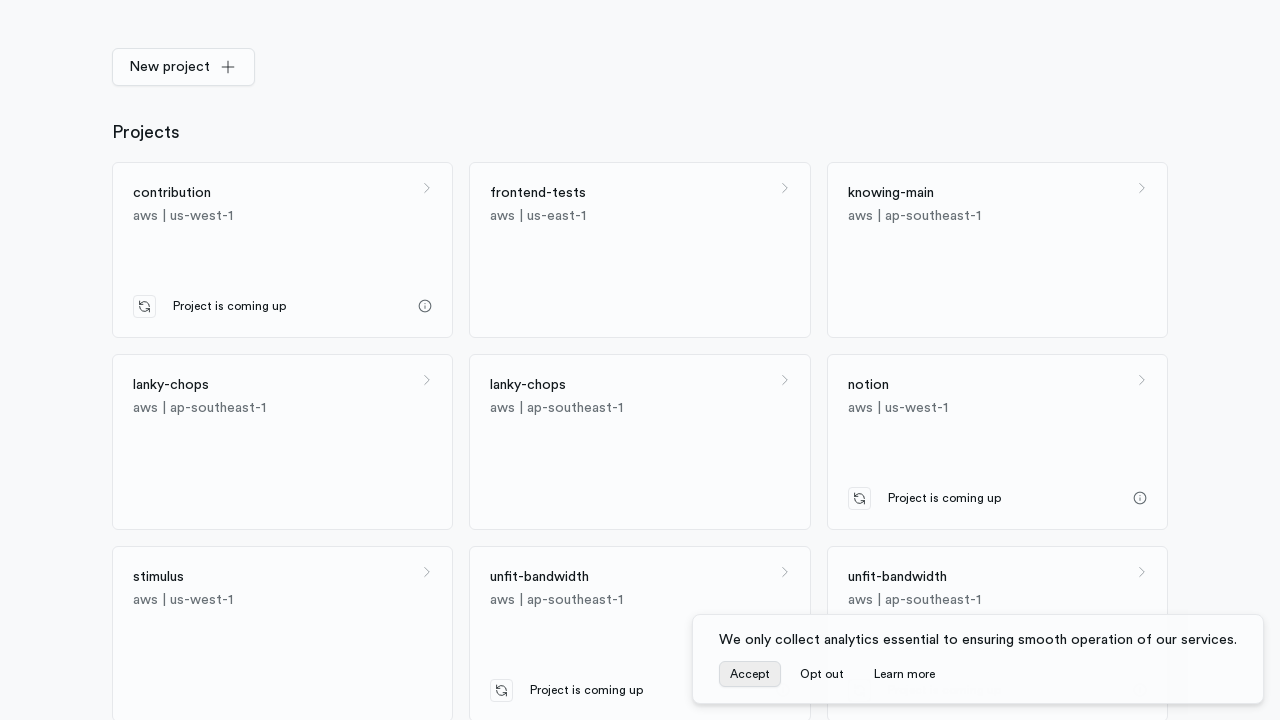 New project
Projects
contribution
aws | us-west-1
Project is coming up
frontend-tests
aws | us-east-1
knowing-main
aws | ap-southeast-1
lanky-chops
aws | ap-southeast-1
lanky-chops
aws | ap-southeast-1
notion
aws | us-west-1
Project is coming up
stimulus
aws | us-west-1
unfit-bandwidth
aws | ap-southeast-1
Project is coming up
unfit-bandwidth
aws | ap-southeast-1
We only collect analytics essential to ensuring smooth operation of our services.
Accept
Opt out
Learn more